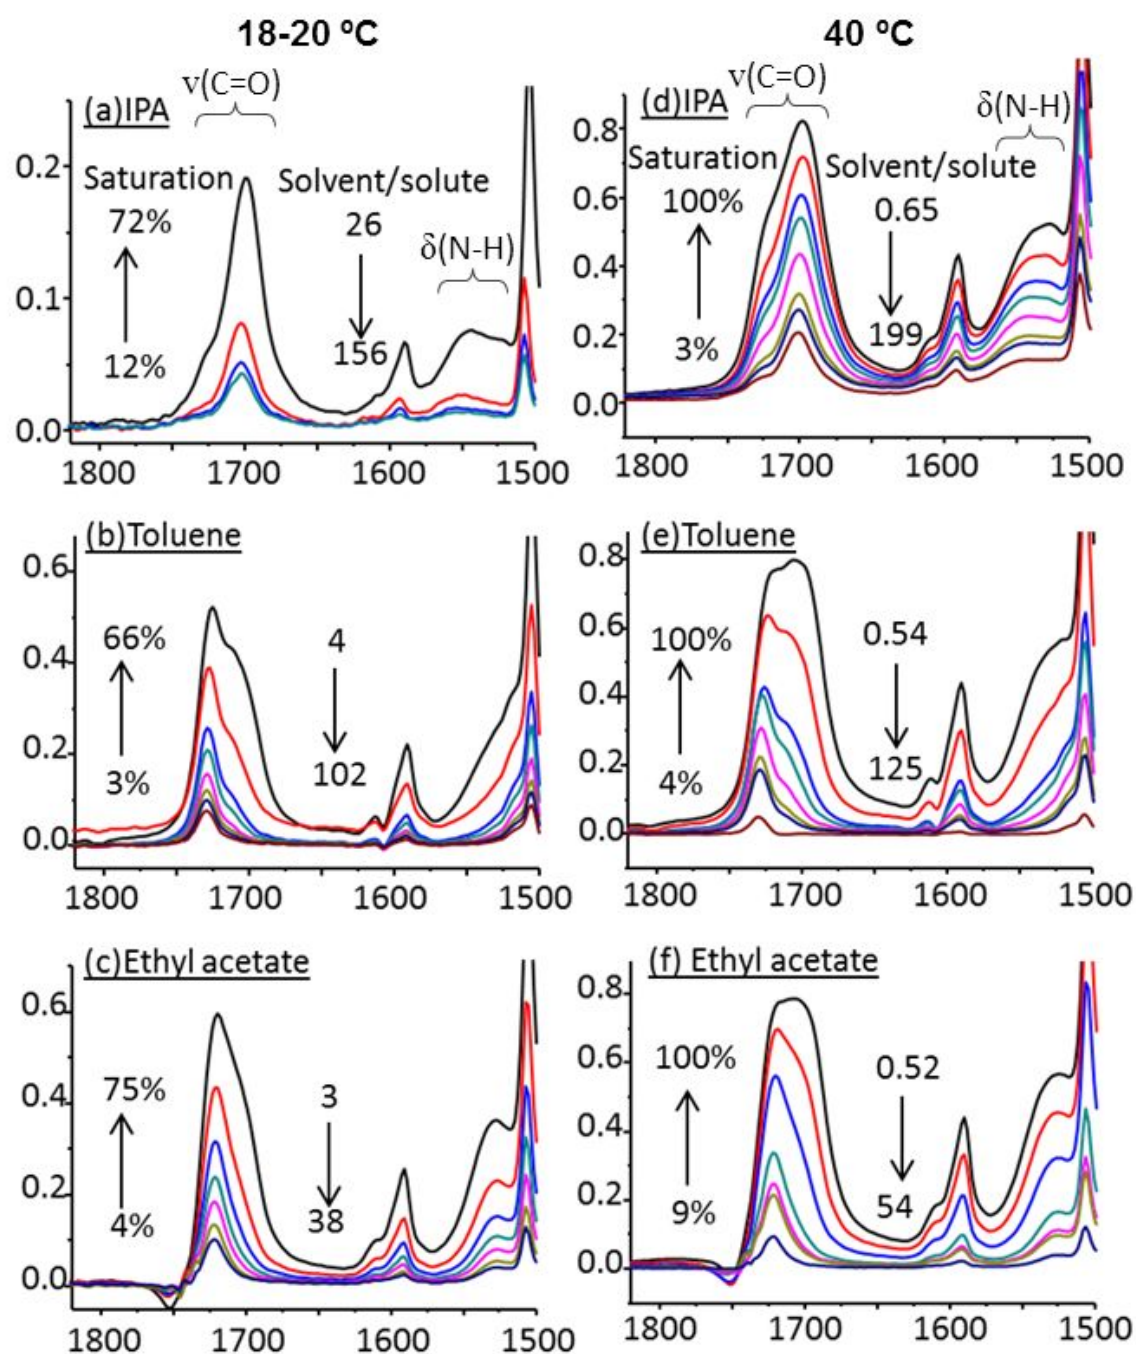 18-20 ºC
40 ºC
(a)IPA
ν(C=O)
Saturation
72%
12%
Solvent/solute
26
156
δ(N-H)
0.2
0.1
0.0
1800 1700 1600 1500
(d)IPA
ν(C=O)
Saturation
100%
3%
Solvent/solute
0.65
199
δ(N-H)
0.8
0.6
0.4
0.2
0.0
1800 1700 1600 1500
(b)Toluene
66%
3%
4
102
0.6
0.4
0.2
0.0
1800 1700 1600 1500
(e)Toluene
100%
4%
0.54
125
0.8
0.6
0.4
0.2
0.0
1800 1700 1600 1500
(c)Ethyl acetate
75%
4%
3
38
0.6
0.4
0.2
0.0
1800 1700 1600 1500
(f) Ethyl acetate
100%
9%
0.52
54
0.8
0.6
0.4
0.2
0.0
1800 1700 1600 1500